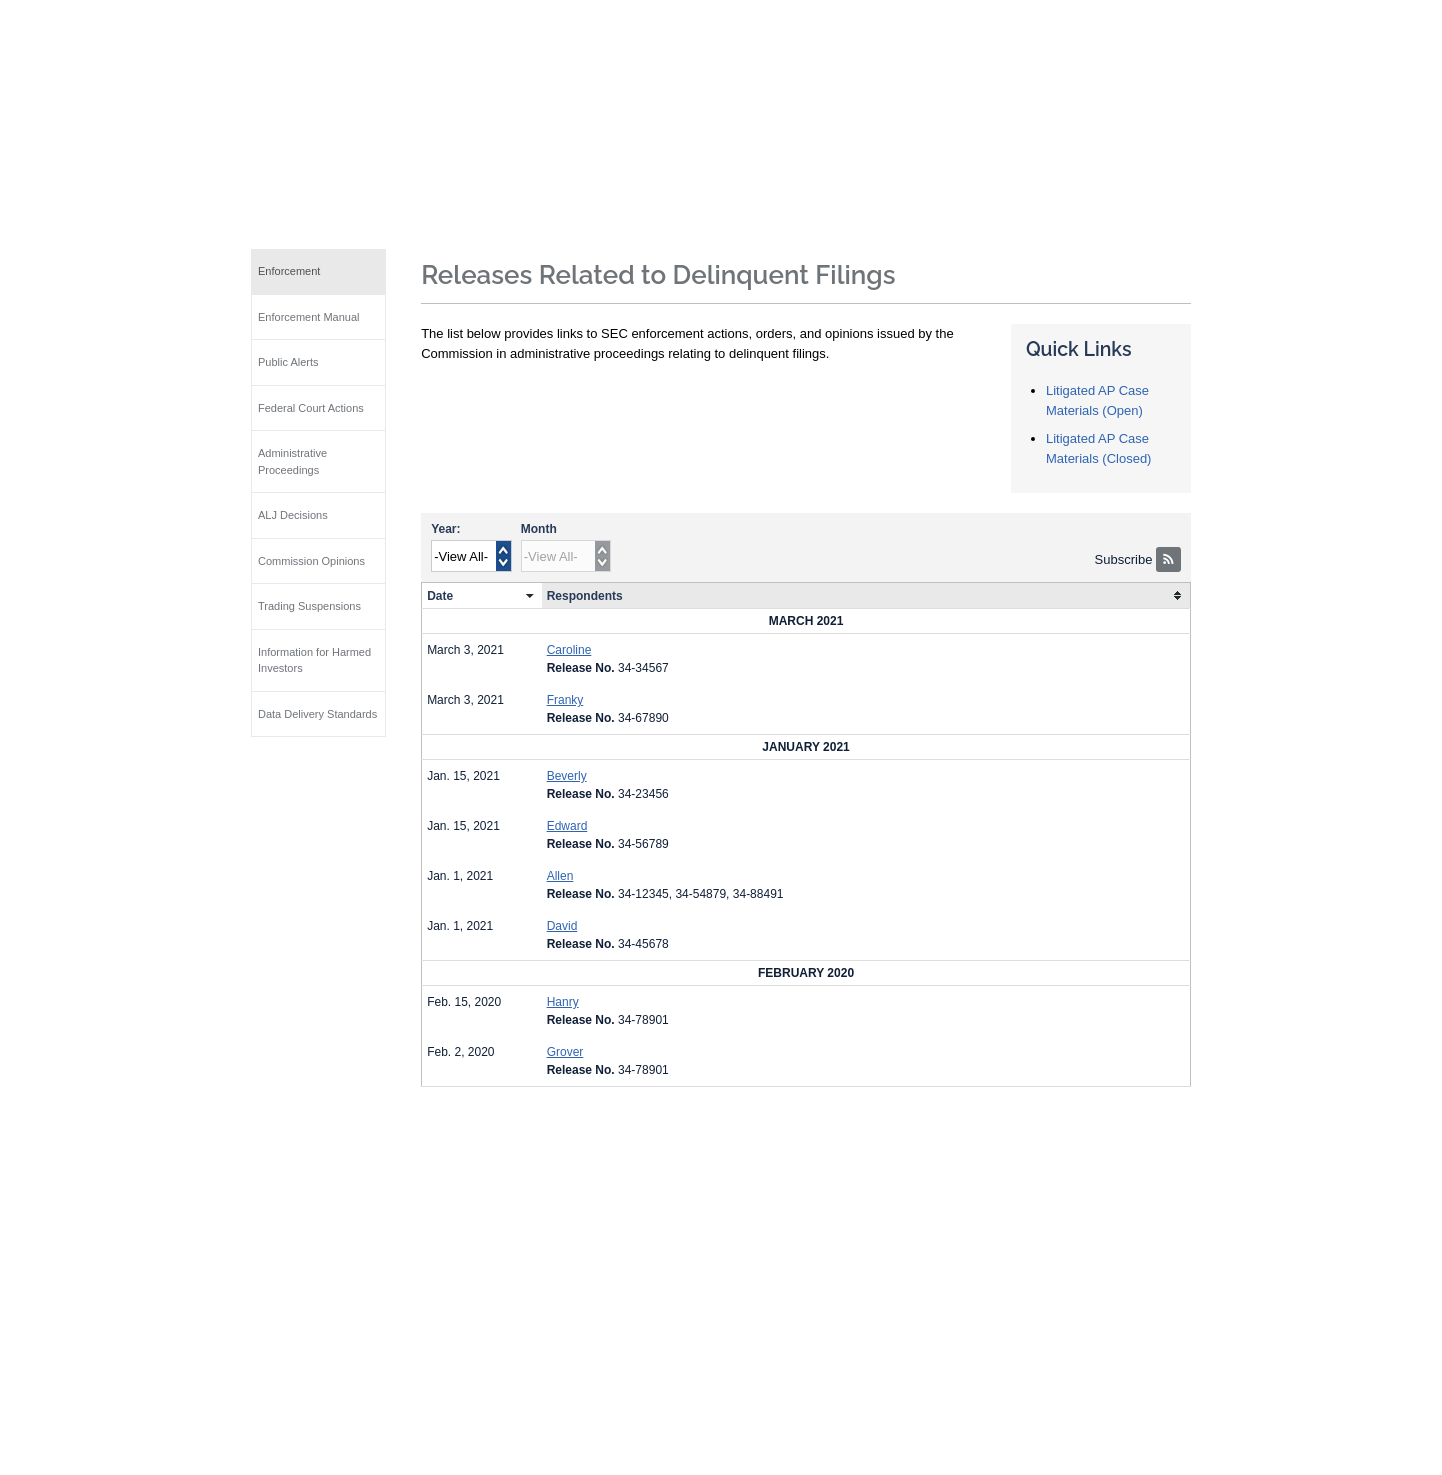 Enforcement
Enforcement Manual
Public Alerts
Federal Court Actions
Administrative
Proceedings
ALJ Decisions
Commission Opinions
Trading Suspensions
Information for Harmed
Investors
Data Delivery Standards
Releases Related to Delinquent Filings
The list below provides links to SEC enforcement actions, orders, and opinions issued by the
Commission in administrative proceedings relating to delinquent filings.
Quick Links
Litigated AP Case
Materials (Open)
Litigated AP Case
Materials (Closed)
Year: Month
-View All- -View All-
Subscribe
Date Respondents
MARCH 2021
March 3, 2021 Caroline
Release No. 34-34567
March 3, 2021 Franky
Release No. 34-67890
JANUARY 2021
Jan. 15, 2021 Beverly
Release No. 34-23456
Jan. 15, 2021 Edward
Release No. 34-56789
Jan. 1, 2021 Allen
Release No. 34-12345, 34-54879, 34-88491
Jan. 1, 2021 David
Release No. 34-45678
FEBRUARY 2020
Feb. 15, 2020 Hanry
Release No. 34-78901
Feb. 2, 2020 Grover
Release No. 34-78901